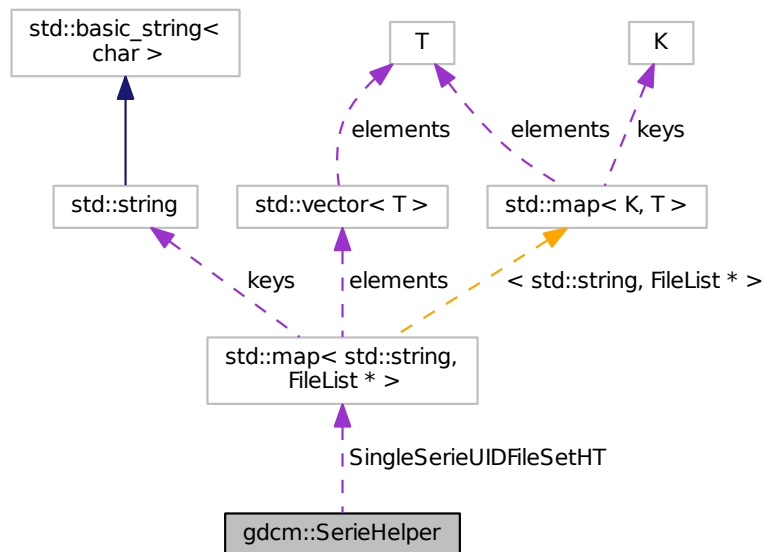 std::basic_string<
char >
T
K
elements
elements
keys
std::string
std::vector< T >
std::map< K, T >
keys
elements
< std::string, FileList * >
std::map< std::string,
FileList * >
SingleSerieUIDFileSetHT
gdcm::SerieHelper